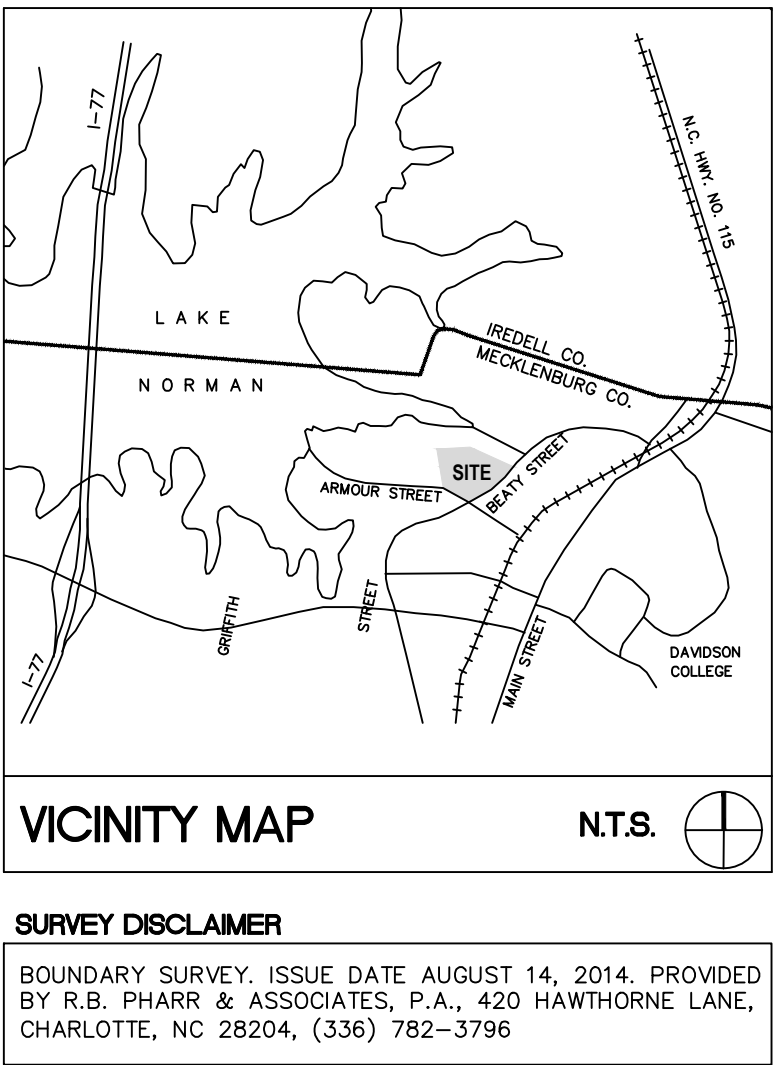 I-77
N.C. HWY. NO. 115
LAKE
IREDELL CO.
MECKLENBURG CO.
NORMAN
SITE
BEATY STREET
ARMOUR STREET
GRIFFITH
STREET
MAIN STREET
DAVIDSON
COLLEGE
I-77
VICINITY MAP
N.T.S.
SURVEY DISCLAIMER
BOUNDARY SURVEY. ISSUE DATE AUGUST 14, 2014. PROVIDED
BY R.B. PHARR & ASSOCIATES, P.A., 420 HAWTHORNE LANE,
CHARLOTTE, NC 28204, (336) 782-3796